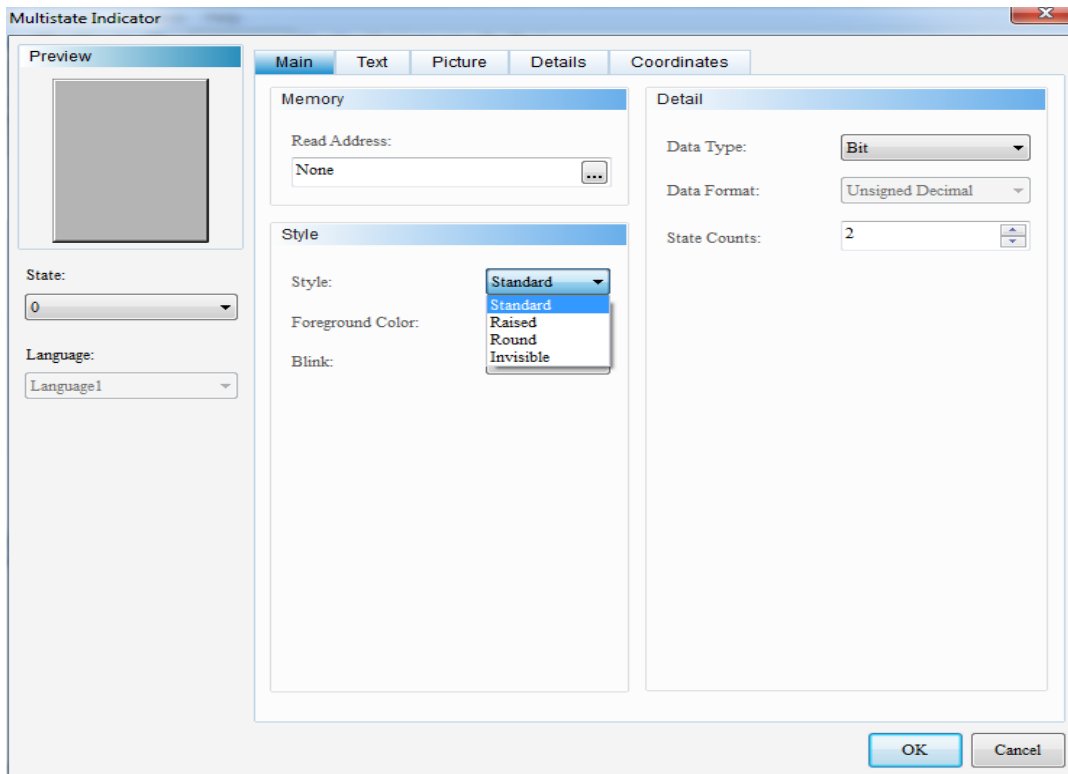 Multistate Indicator
Preview
State:
0
Language:
Language1
Main Text Picture Details Coordinates
Memory
Read Address:
None
...
Style
Style:
Standard
Standard
Raised
Round
Invisible
Foreground Color:
Blink:
Detail
Data Type:
Bit
Data Format:
Unsigned Decimal
State Counts:
2
OK
Cancel